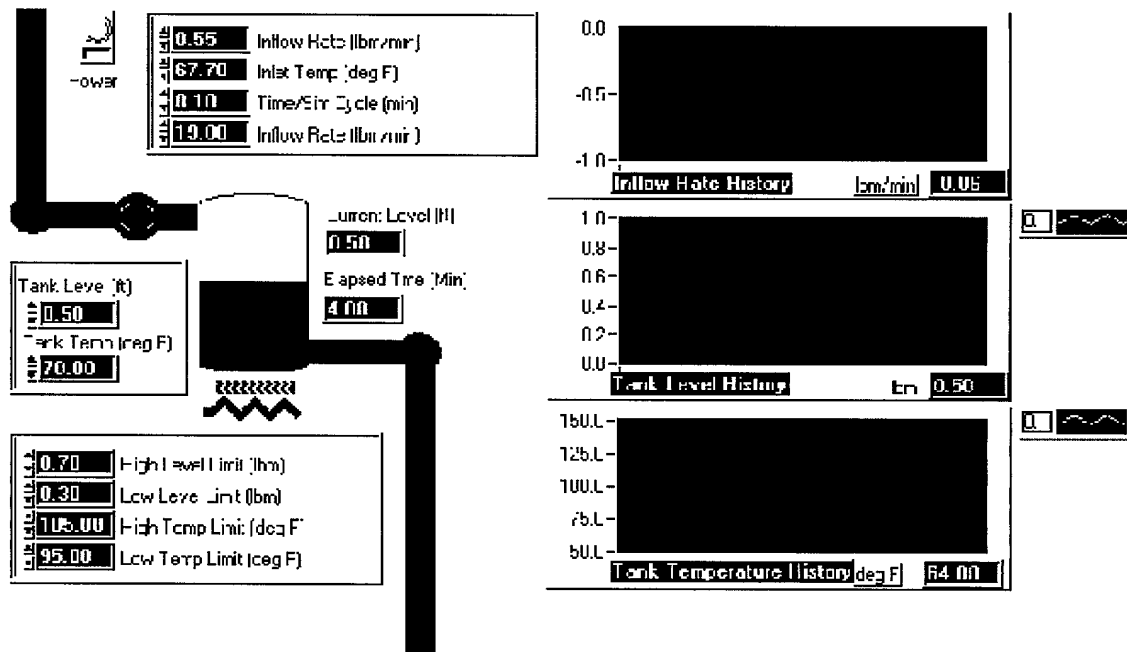 Power
0.55 Inflow Rate (lbm/min)
67.70 Inlet Temp (deg F)
0.10 Time/Sim Cycle (min)
19.00 Inflow Rate (lbm/min)
Current Level (ft)
0.50
Elapsed Time (Min)
4.00
Tank Level (ft)
0.50
Tank Temp (deg F)
70.00
0.70 High Level Limit (lbm)
0.30 Low Level Limit (lbm)
105.00 High Temp Limit (deg F)
95.00 Low Temp Limit (deg F)
0.0
-0.5
-1.0
Inflow Rate History lbm/min
1.0
0.8
0.6
0.4
0.2
0.0
Tank Level History 0.50
150.0
125.0
100.0
75.0
50.0
Tank Temperature History deg F 64.00